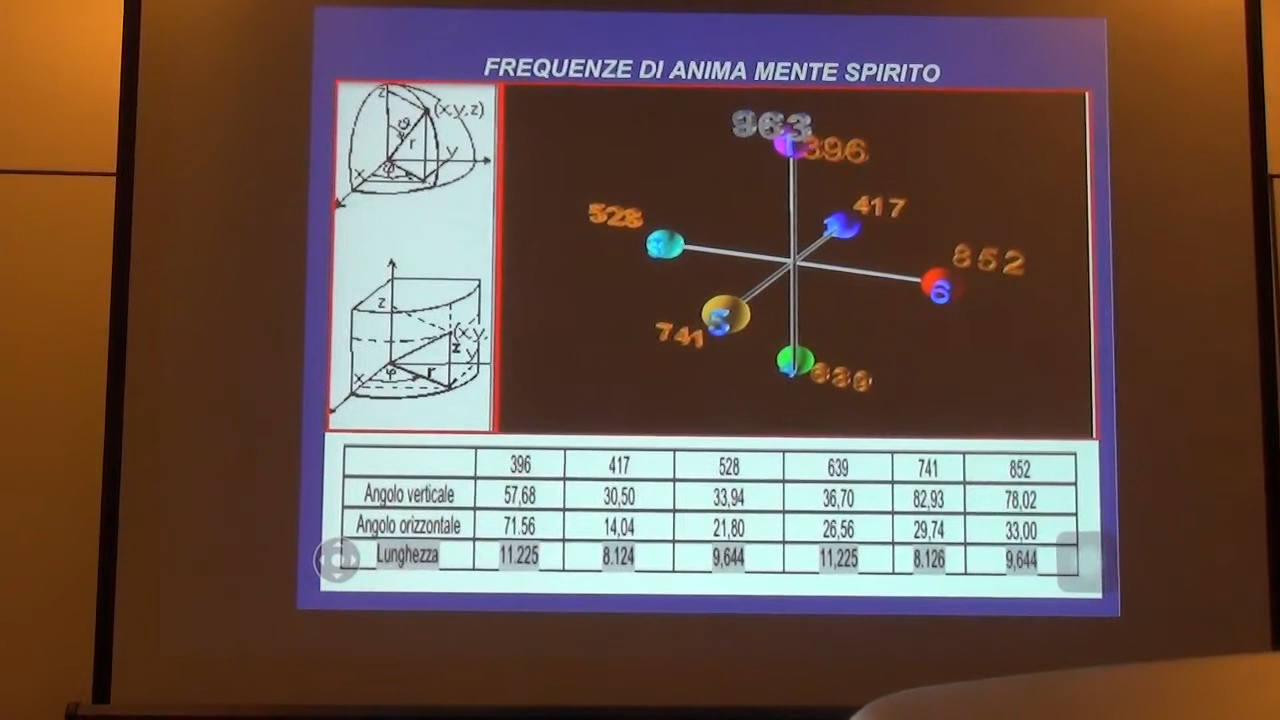 FREQUENZE DI ANIMA MENTE SPIRITO
z
(x,y,z)
r
y
φ
x
z
(x,y,
z
y
φ
r
x
963
396
417
528
852
6
5
741
639
396 417 528 639 741 852
Angolo verticale 57,68 30,50 33,94 36,70 82,93 78,02
Angolo orizzontale 71.56 14,04 21,80 26,56 29,74 33,00
Lunghezza 11.225 8.124 9,644 11,225 8.126 9,644